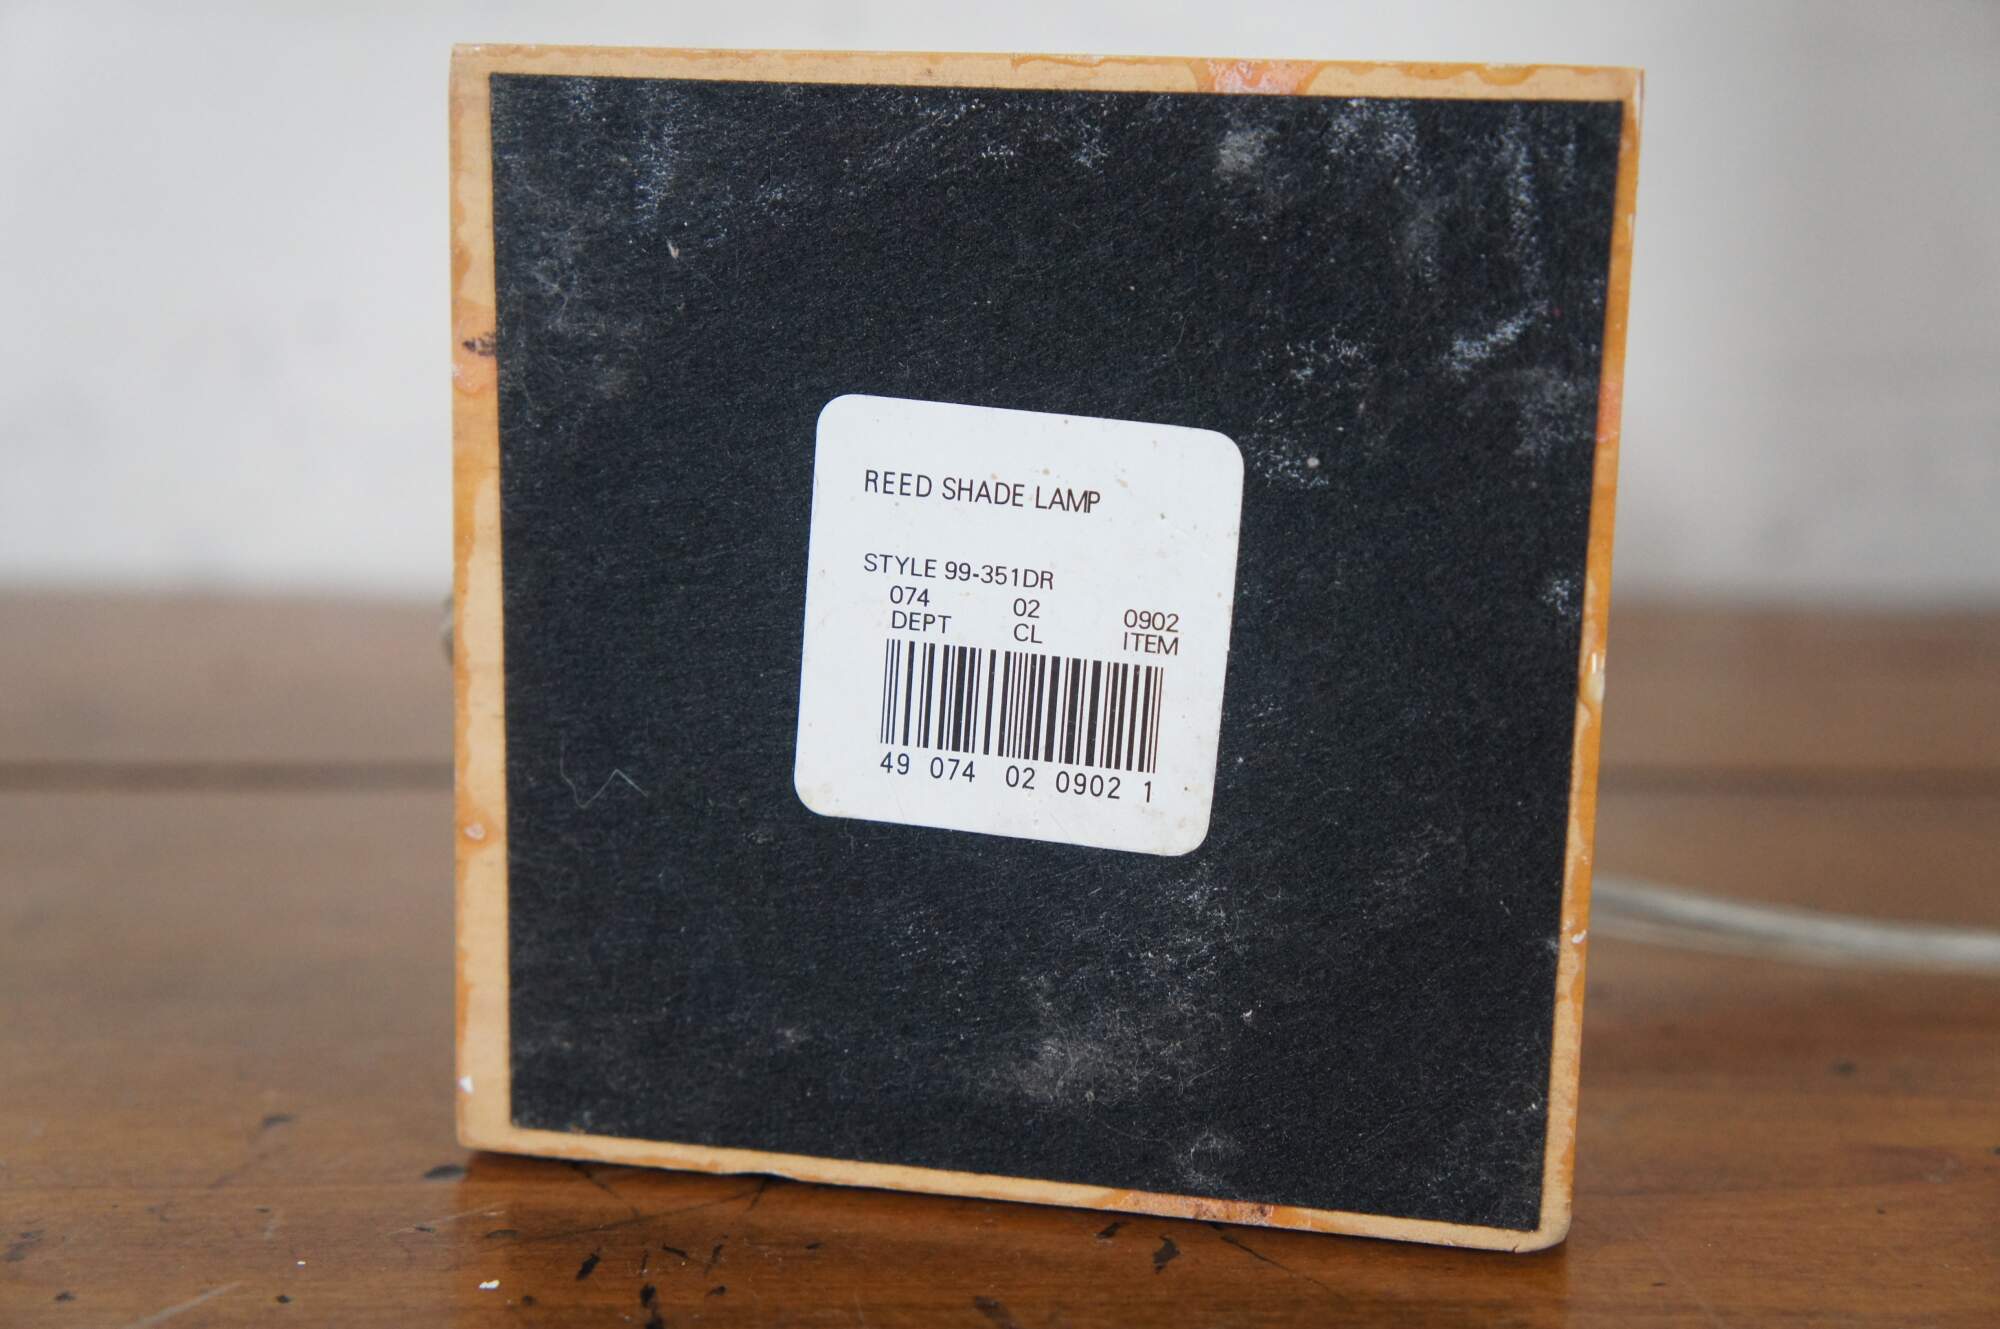 REED SHADE LAMP
STYLE 99-351DR
074 02 0902
DEPT CL ITEM
49 074 02 0902 1